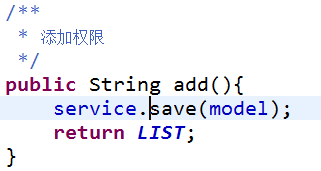 /**
 * 添加权限
 */
public String add(){
    service.save(model);
    return LIST;
}